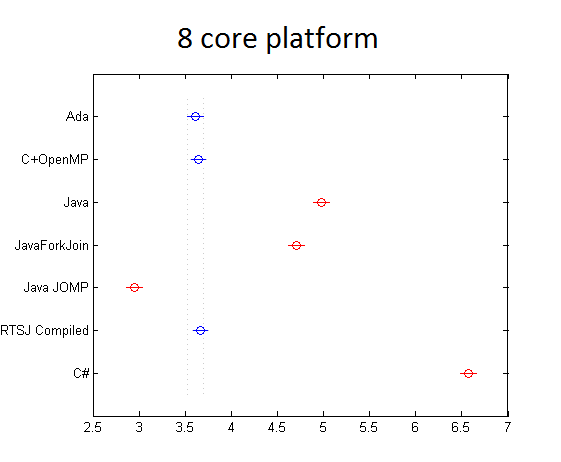 8 core platform
Ada
C+OpenMP
Java
JavaForkJoin
Java JOMP
RTSJ Compiled
C#
2.5 3 3.5 4 4.5 5 5.5 6 6.5 7